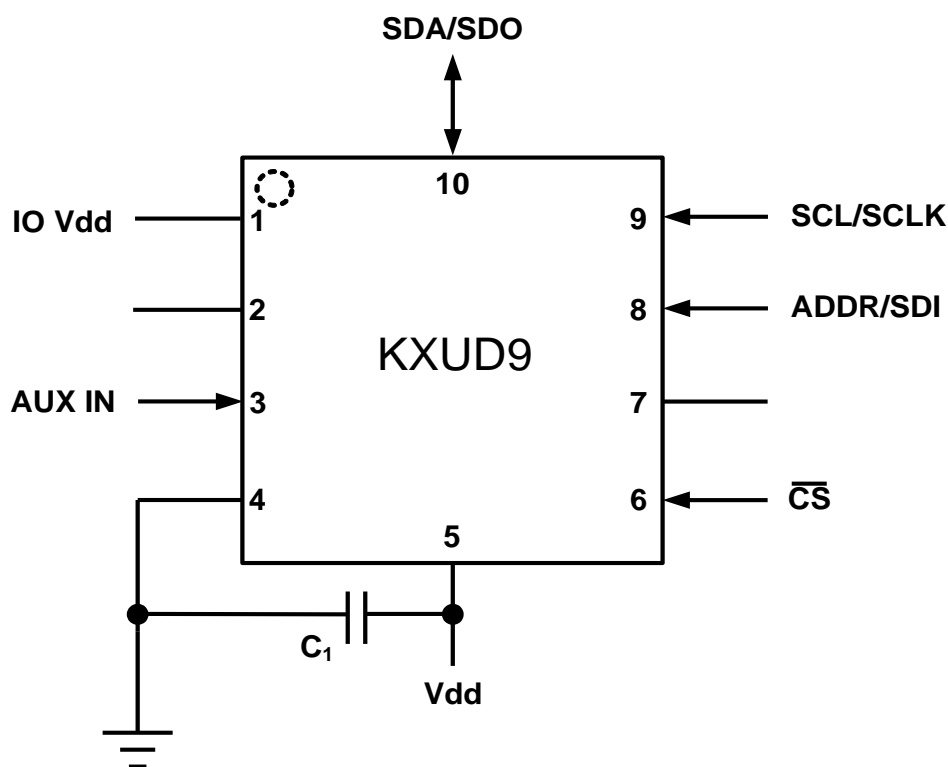 SDA/SDO
10
IO Vdd
1
9
SCL/SCLK
2
8
ADDR/SDI
KXUD9
AUX IN
3
7
4
6
C̅S̅
5
C₁
Vdd